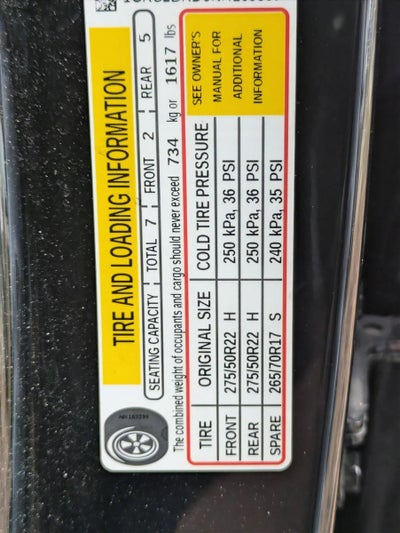 TIRE AND LOADING INFORMATION
SEATING CAPACITY TOTAL 7 FRONT 2 REAR 5
The combined weight of occupants and cargo should never exceed 734 kg or 1617 lbs
TIRE ORIGINAL SIZE COLD TIRE PRESSURE
FRONT 275/50R22 H 250 kPa, 36 PSI
REAR 275/50R22 H 250 kPa, 36 PSI
SPARE 265/70R17 S 240 kPa, 35 PSI
SEE OWNER'S
MANUAL FOR
ADDITIONAL
INFORMATION